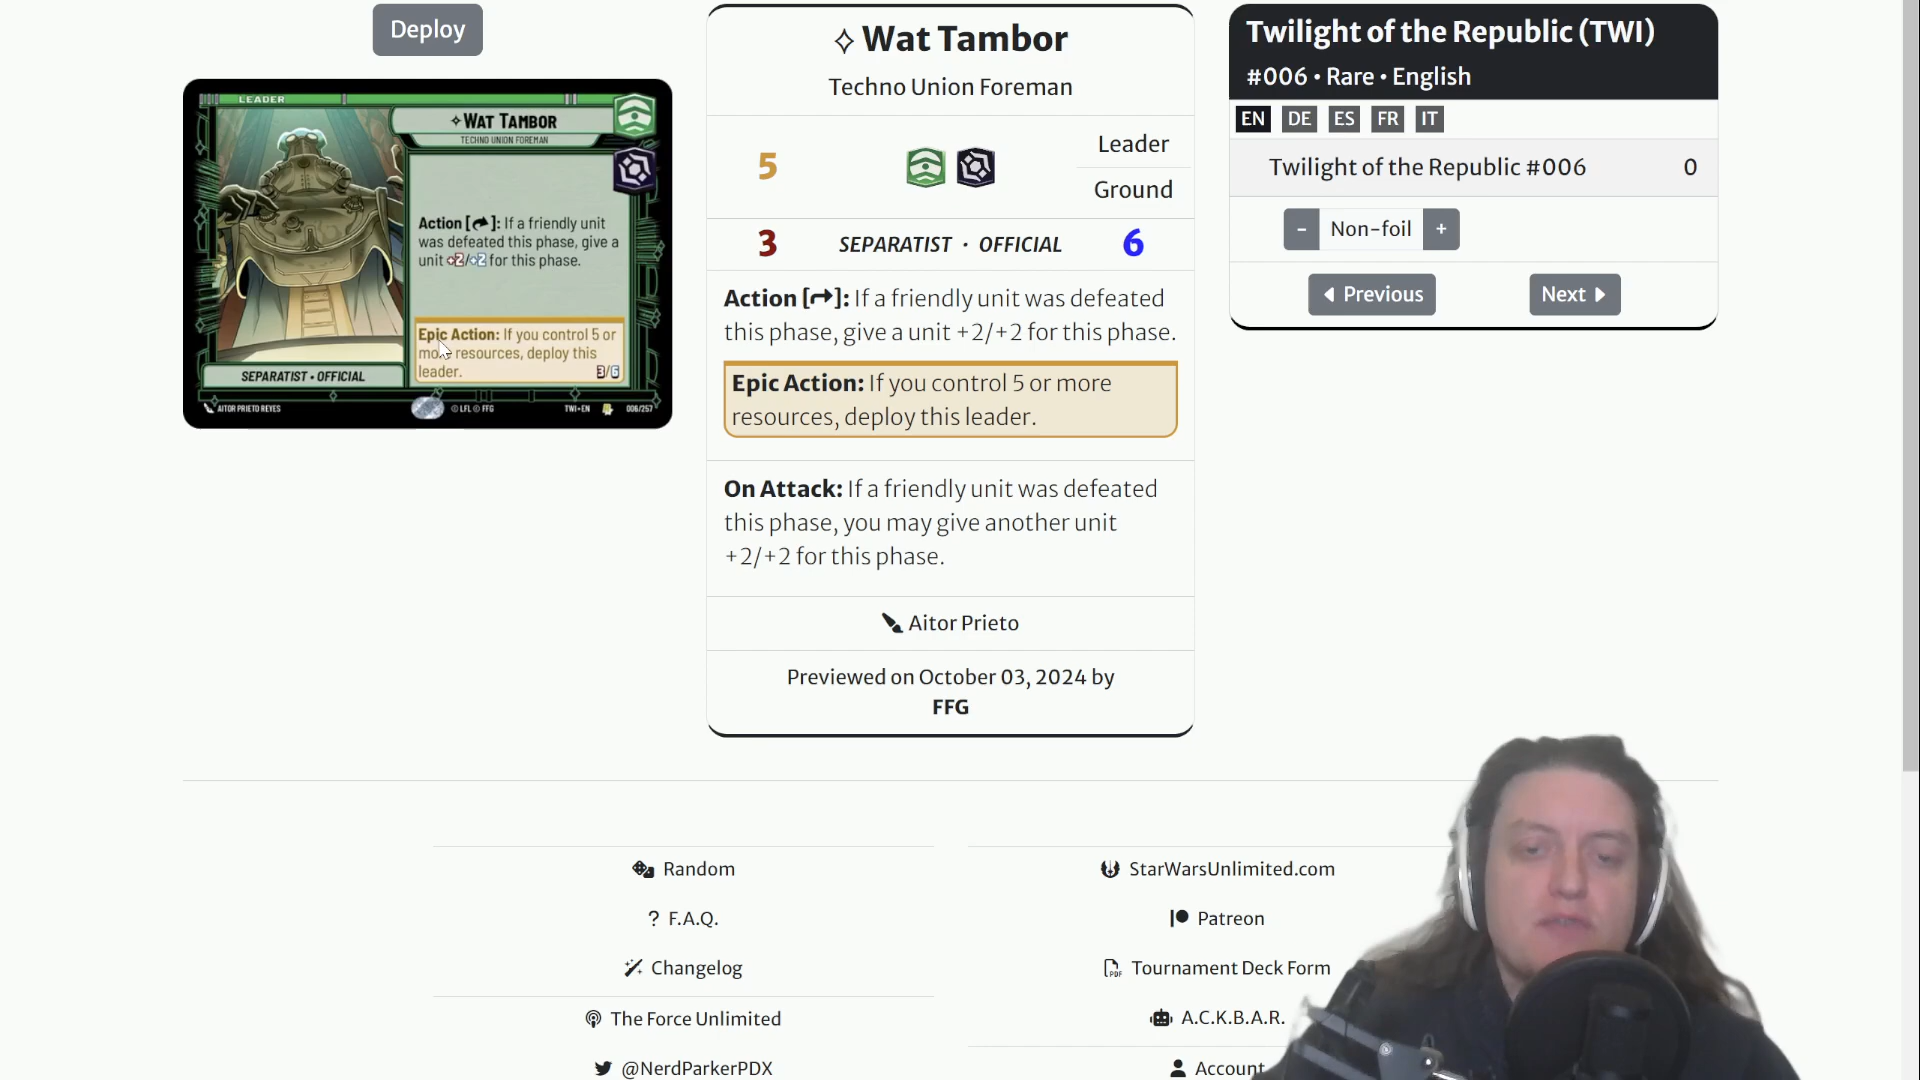 Deploy
LEADER
WAT TAMBOR
TECHNO UNION FOREMAN
Action [ ]: If a friendly unit
was defeated this phase, give a
unit +2/+2 for this phase.
Epic Action: If you control 5 or
more resources, deploy this
leader.
3/6
SEPARATIST • OFFICIAL
AITOR PRIETO REYES
© LFL © FFG
TWI • EN
006/257
Wat Tambor
Techno Union Foreman
5
Leader
Ground
3
SEPARATIST · OFFICIAL
6
Action [ ]: If a friendly unit was defeated
this phase, give a unit +2/+2 for this phase.
Epic Action: If you control 5 or more
resources, deploy this leader.
On Attack: If a friendly unit was defeated
this phase, you may give another unit
+2/+2 for this phase.
Aitor Prieto
Previewed on October 03, 2024 by
FFG
Twilight of the Republic (TWI)
#006 • Rare • English
EN DE ES FR IT
Twilight of the Republic #006 0
- Non-foil +
Previous Next
Random
? F.A.Q.
Changelog
The Force Unlimited
@NerdParkerPDX
StarWarsUnlimited.com
Patreon
PDF Tournament Deck Form
A.C.K.B.A.R.
Account